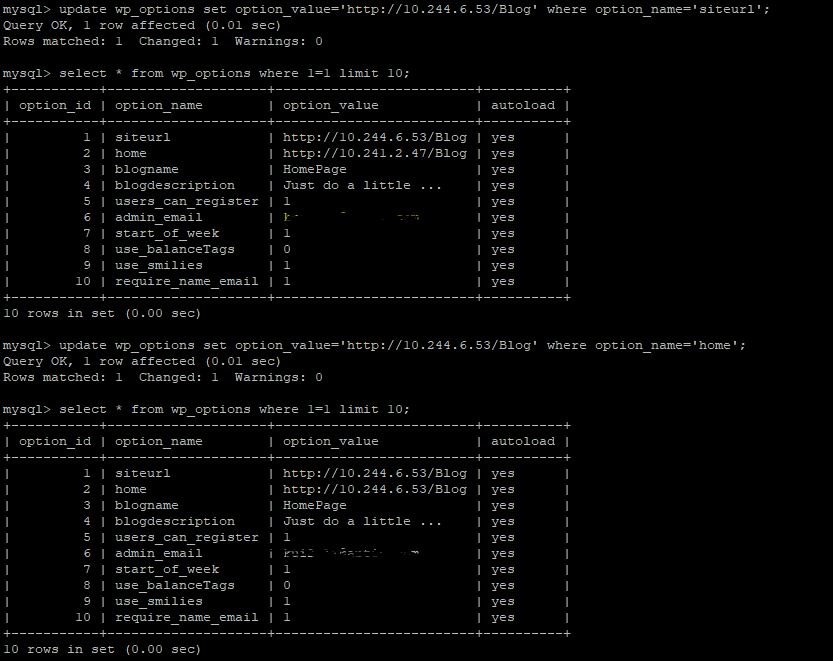 mysql> update wp_options set option_value='http://10.244.6.53/Blog' where option_name='siteurl';
Query OK, 1 row affected (0.01 sec)
Rows matched: 1  Changed: 1  Warnings: 0
mysql> select * from wp_options where 1=1 limit 10;
+-----------+--------------------+-------------------------+----------+
| option_id | option_name        | option_value            | autoload |
+-----------+--------------------+-------------------------+----------+
|         1 | siteurl            | http://10.244.6.53/Blog | yes      |
|         2 | home               | http://10.241.2.47/Blog | yes      |
|         3 | blogname           | HomePage                | yes      |
|         4 | blogdescription    | Just do a little ...    | yes      |
|         5 | users_can_register | 1                       | yes      |
|         6 | admin_email        |                         | yes      |
|         7 | start_of_week      | 1                       | yes      |
|         8 | use_balanceTags    | 0                       | yes      |
|         9 | use_smilies        | 1                       | yes      |
|        10 | require_name_email | 1                       | yes      |
+-----------+--------------------+-------------------------+----------+
10 rows in set (0.00 sec)
mysql> update wp_options set option_value='http://10.244.6.53/Blog' where option_name='home';
Query OK, 1 row affected (0.01 sec)
Rows matched: 1  Changed: 1  Warnings: 0
mysql> select * from wp_options where 1=1 limit 10;
+-----------+--------------------+-------------------------+----------+
| option_id | option_name        | option_value            | autoload |
+-----------+--------------------+-------------------------+----------+
|         1 | siteurl            | http://10.244.6.53/Blog | yes      |
|         2 | home               | http://10.244.6.53/Blog | yes      |
|         3 | blogname           | HomePage                | yes      |
|         4 | blogdescription    | Just do a little ...    | yes      |
|         5 | users_can_register | 1                       | yes      |
|         6 | admin_email        |                         | yes      |
|         7 | start_of_week      | 1                       | yes      |
|         8 | use_balanceTags    | 0                       | yes      |
|         9 | use_smilies        | 1                       | yes      |
|        10 | require_name_email | 1                       | yes      |
+-----------+--------------------+-------------------------+----------+
10 rows in set (0.00 sec)